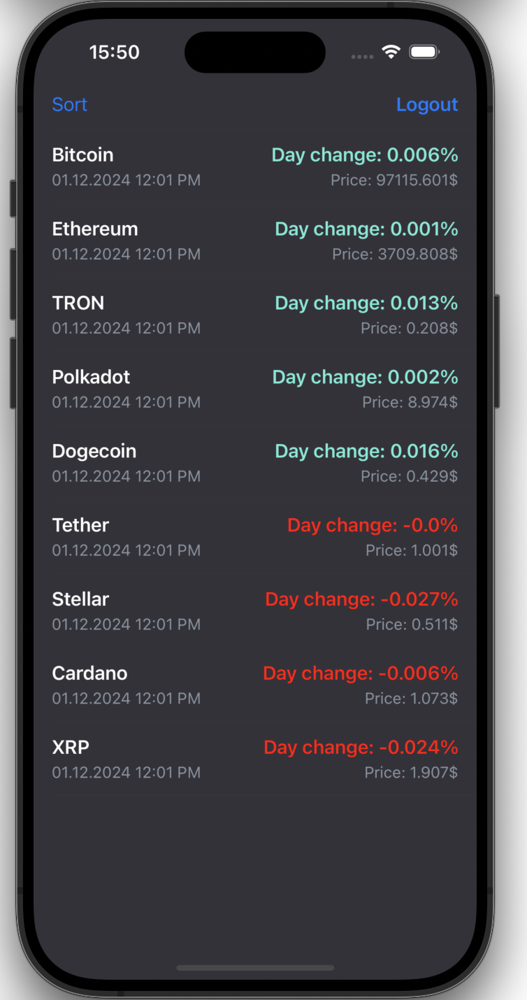 15:50
Sort Logout
Bitcoin Day change: 0.006%
01.12.2024 12:01 PM Price: 97115.601$
Ethereum Day change: 0.001%
01.12.2024 12:01 PM Price: 3709.808$
TRON Day change: 0.013%
01.12.2024 12:01 PM Price: 0.208$
Polkadot Day change: 0.002%
01.12.2024 12:01 PM Price: 8.974$
Dogecoin Day change: 0.016%
01.12.2024 12:01 PM Price: 0.429$
Tether Day change: -0.0%
01.12.2024 12:01 PM Price: 1.001$
Stellar Day change: -0.027%
01.12.2024 12:01 PM Price: 0.511$
Cardano Day change: -0.006%
01.12.2024 12:01 PM Price: 1.073$
XRP Day change: -0.024%
01.12.2024 12:01 PM Price: 1.907$